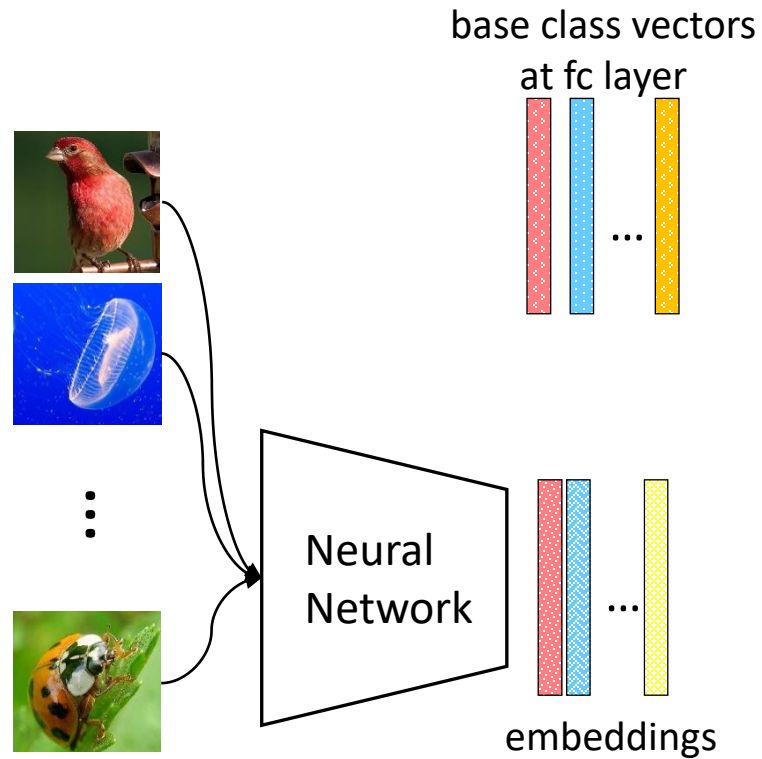 base class vectors
at fc layer
...
Neural
Network
...
embeddings